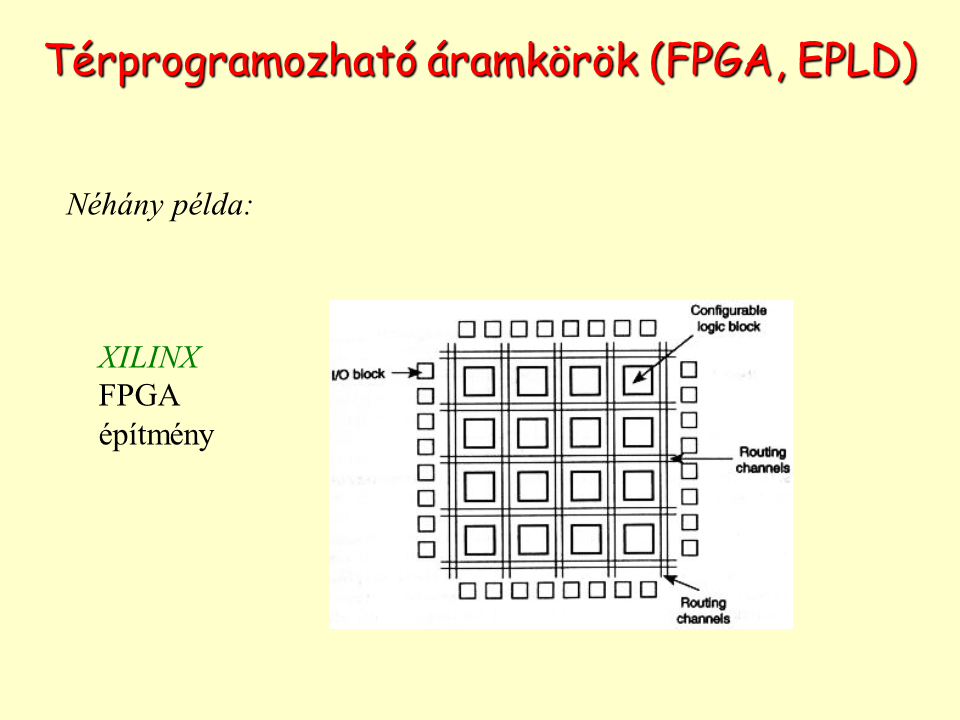 Térprogramozható áramkörök (FPGA, EPLD)
Néhány példa:
XILINX
FPGA
építmény
Configurable
logic block
I/O block
Routing
channels
Routing
channels